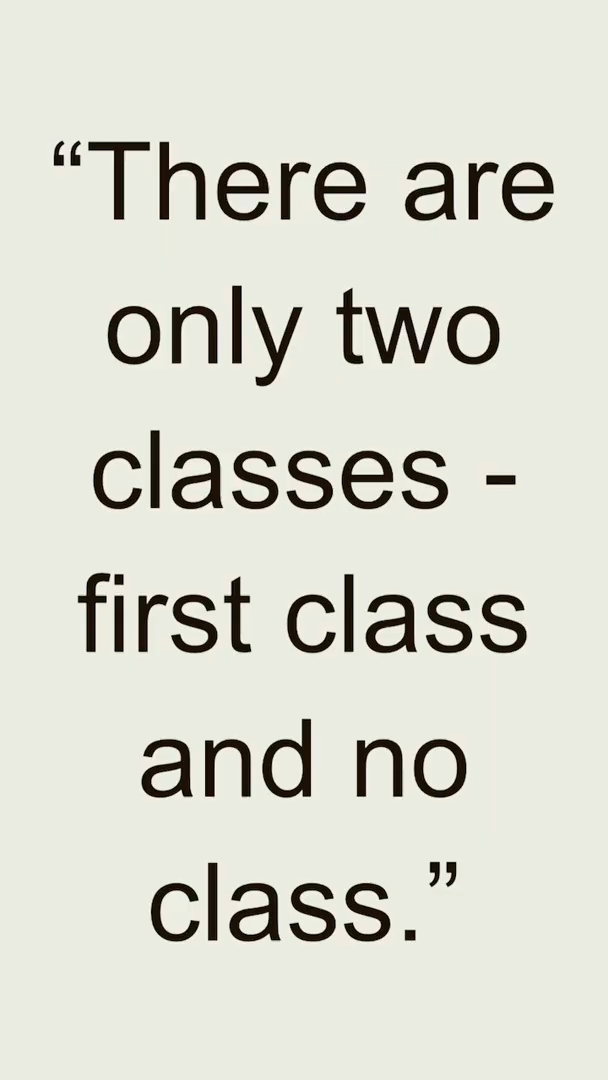 “There are
only two
classes -
first class
and no
class.”